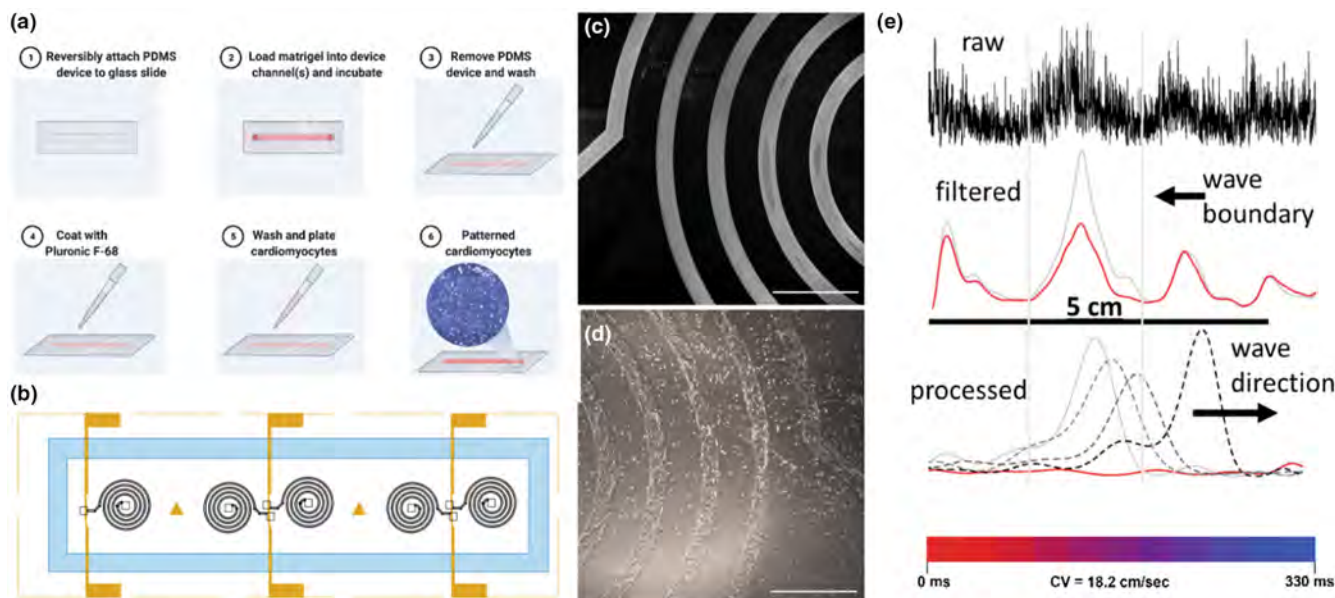 (a)
1 Reversibly attach PDMS
device to glass slide
2 Load matrigel into device
channel(s) and incubate
3 Remove PDMS
device and wash
4 Coat with
Pluronic F-68
5 Wash and plate
cardiomyocytes
6 Patterned
cardiomyocytes
(b)
(c)
(d)
(e)
raw
filtered
wave
boundary
5 cm
processed
wave
direction
0 ms
CV = 18.2 cm/sec
330 ms